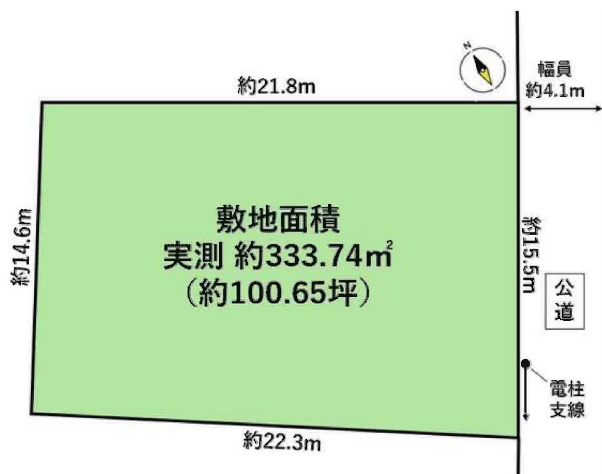 N
幅員
約4.1m
約21.8m
敷地面積
実測 約333.74㎡
（約100.65坪）
約14.6m
約15.5m
公道
電柱
支線
約22.3m